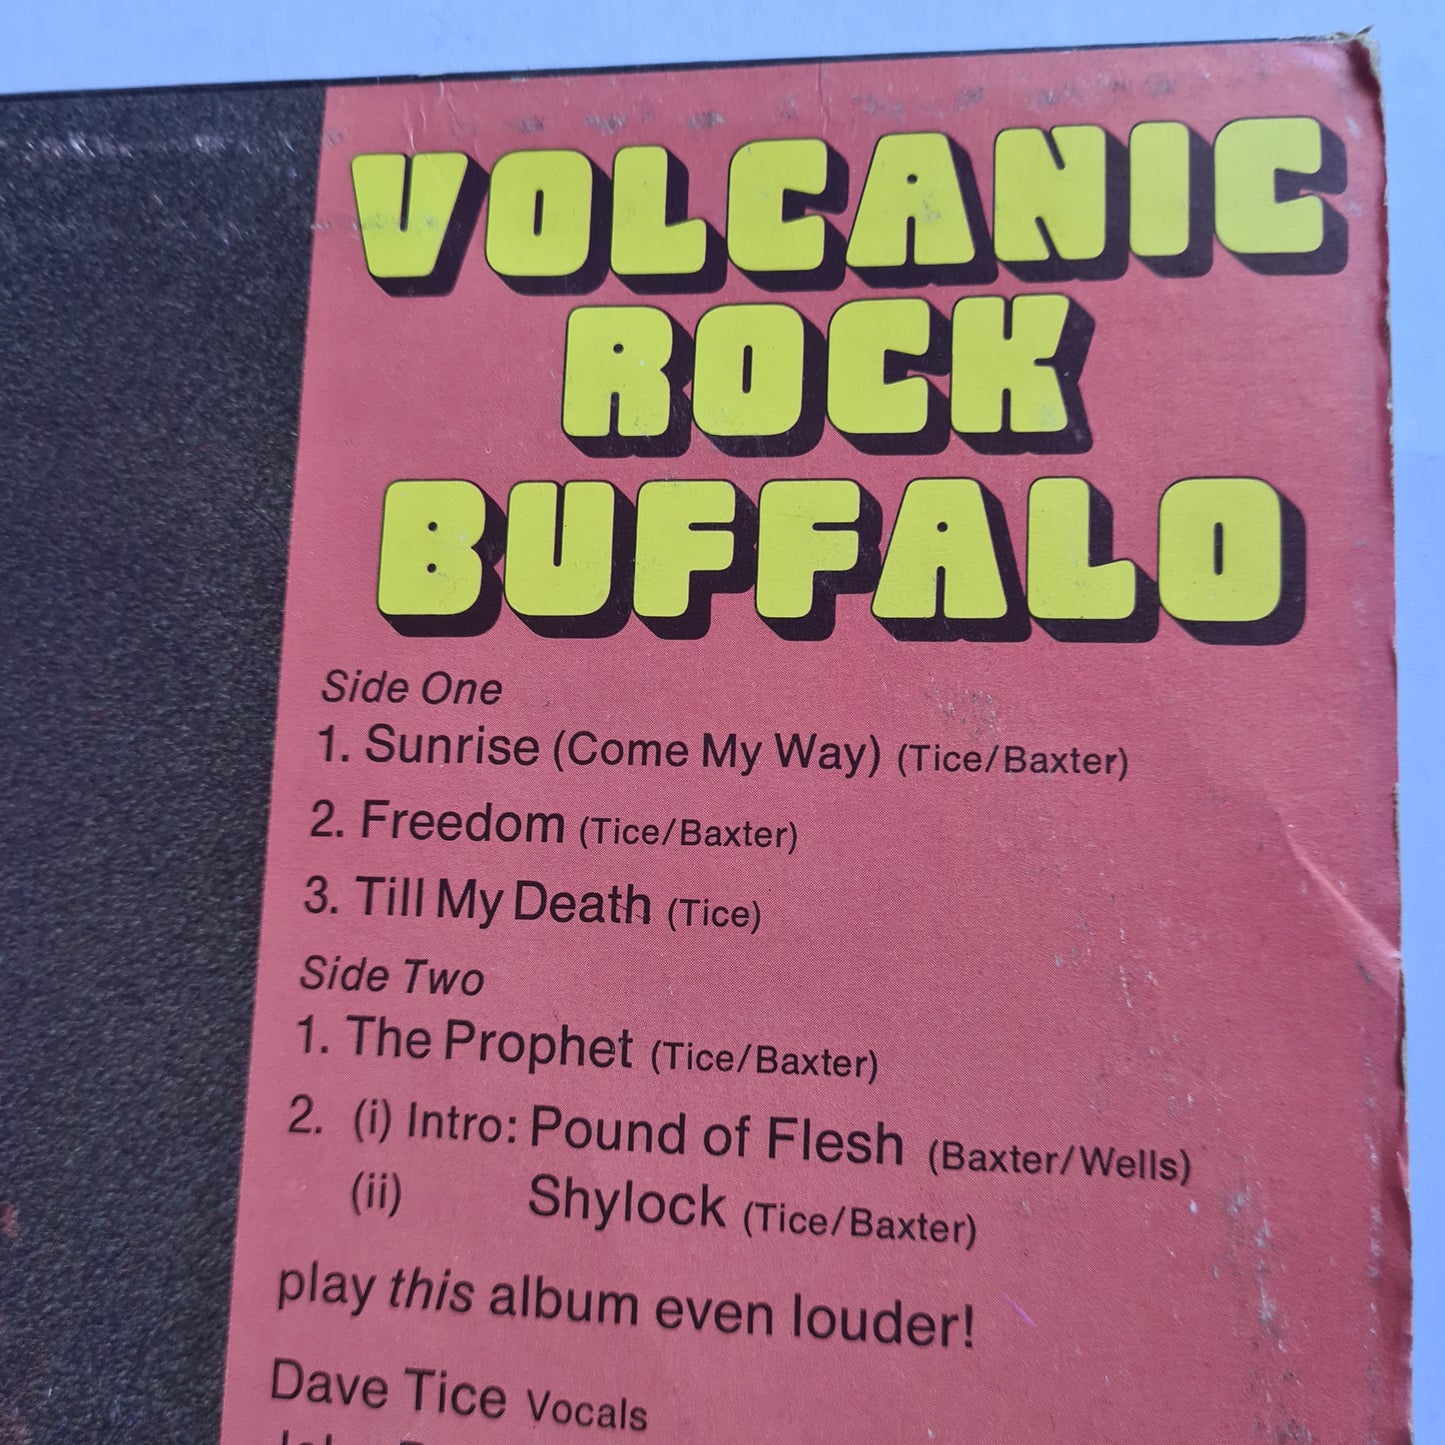 VOLCANIC
ROCK
BUFFALO
Side One
1. Sunrise (Come My Way) (Tice/Baxter)
2. Freedom (Tice/Baxter)
3. Till My Death (Tice)
Side Two
1. The Prophet (Tice/Baxter)
2. (i) Intro: Pound of Flesh (Baxter/Wells)
(ii) Shylock (Tice/Baxter)
play this album even louder!
Dave Tice Vocals